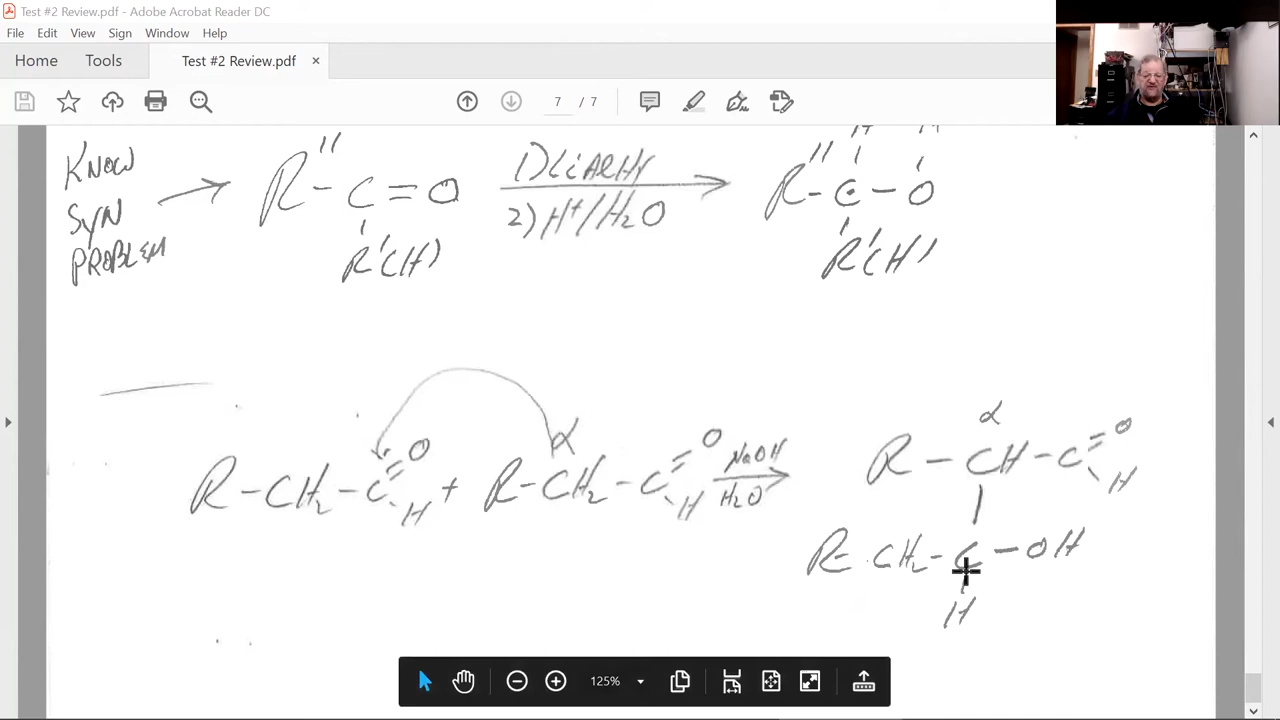 Test #2 Review.pdf - Adobe Acrobat Reader DC
File Edit View Sign Window Help
Home Tools Test #2 Review.pdf ×
7 / 7
KNOW
SYN
PROBLEM
R" - C = O
R'(H)
1) LiAlH4
2) H+/H2O
H H
R" - C - O
R'(H)
R - CH2 - C = O
H
+
α
R - CH2 - C = O
H
NaOH
H2O
α
R - CH - C = O
H
R - CH2 - C - OH
H
125%